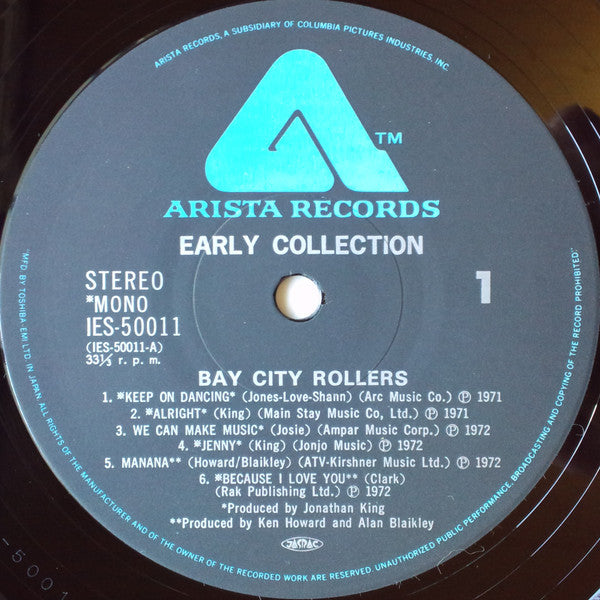 ARISTA RECORDS, A SUBSIDIARY OF COLUMBIA PICTURES INDUSTRIES, INC.
TM
ARISTA RECORDS
EARLY COLLECTION
STEREO
*MONO
IES-50011
(IES-50011-A)
33⅓ r. p. m.
1
BAY CITY ROLLERS
1. *KEEP ON DANCING* (Jones-Love-Shann) (Arc Music Co.) ℗ 1971
2. *ALRIGHT* (King) (Main Stay Music Co, Ltd.) ℗ 1971
3. WE CAN MAKE MUSIC* (Josie) (Ampar Music Corp.) ℗ 1972
4. *JENNY* (King) (Jonjo Music) ℗ 1972
5. MANANA** (Howard/Blaikley) (ATV-Kirshner Music Ltd.) ℗ 1972
6. *BECAUSE I LOVE YOU** (Clark)
(Rak Publishing Ltd.) ℗ 1972
*Produced by Jonathan King
**Produced by Ken Howard and Alan Blaikley
JASRAC
"MFD. BY TOSHIBA-EMI LTD. IN JAPAN. ALL RIGHTS OF THE MANUFACTURER AND OF THE OWNER OF THE RECORDED WORK ARE RESERVED. UNAUTHORIZED PUBLIC PERFORMANCE, BROADCASTING AND COPYING OF THE RECORD PROHIBITED."
-5001